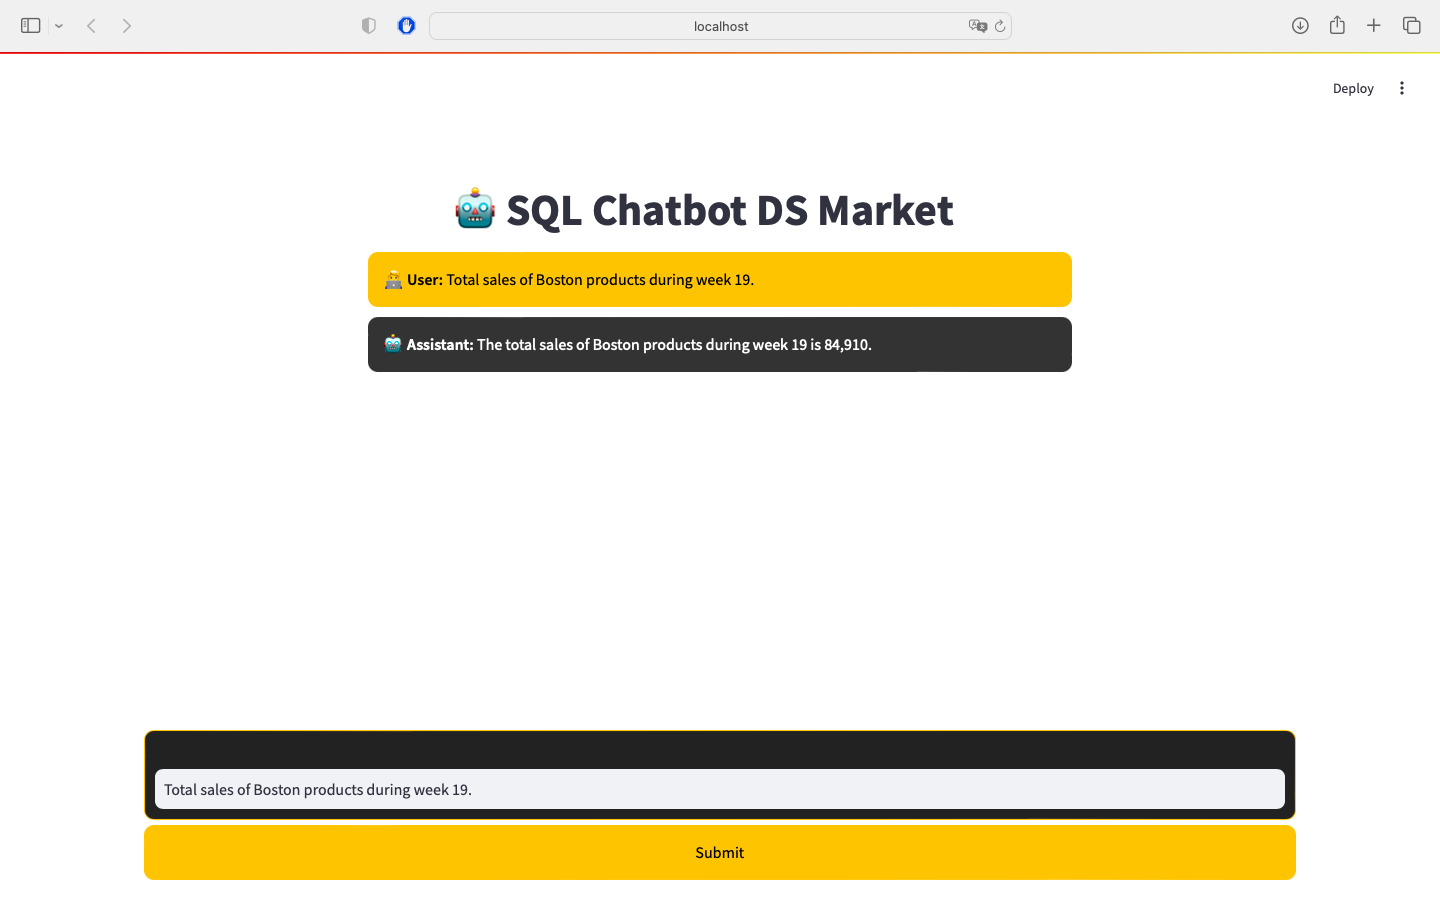 localhost
Deploy
SQL Chatbot DS Market
User: Total sales of Boston products during week 19.
Assistant: The total sales of Boston products during week 19 is 84,910.
Total sales of Boston products during week 19.
Submit